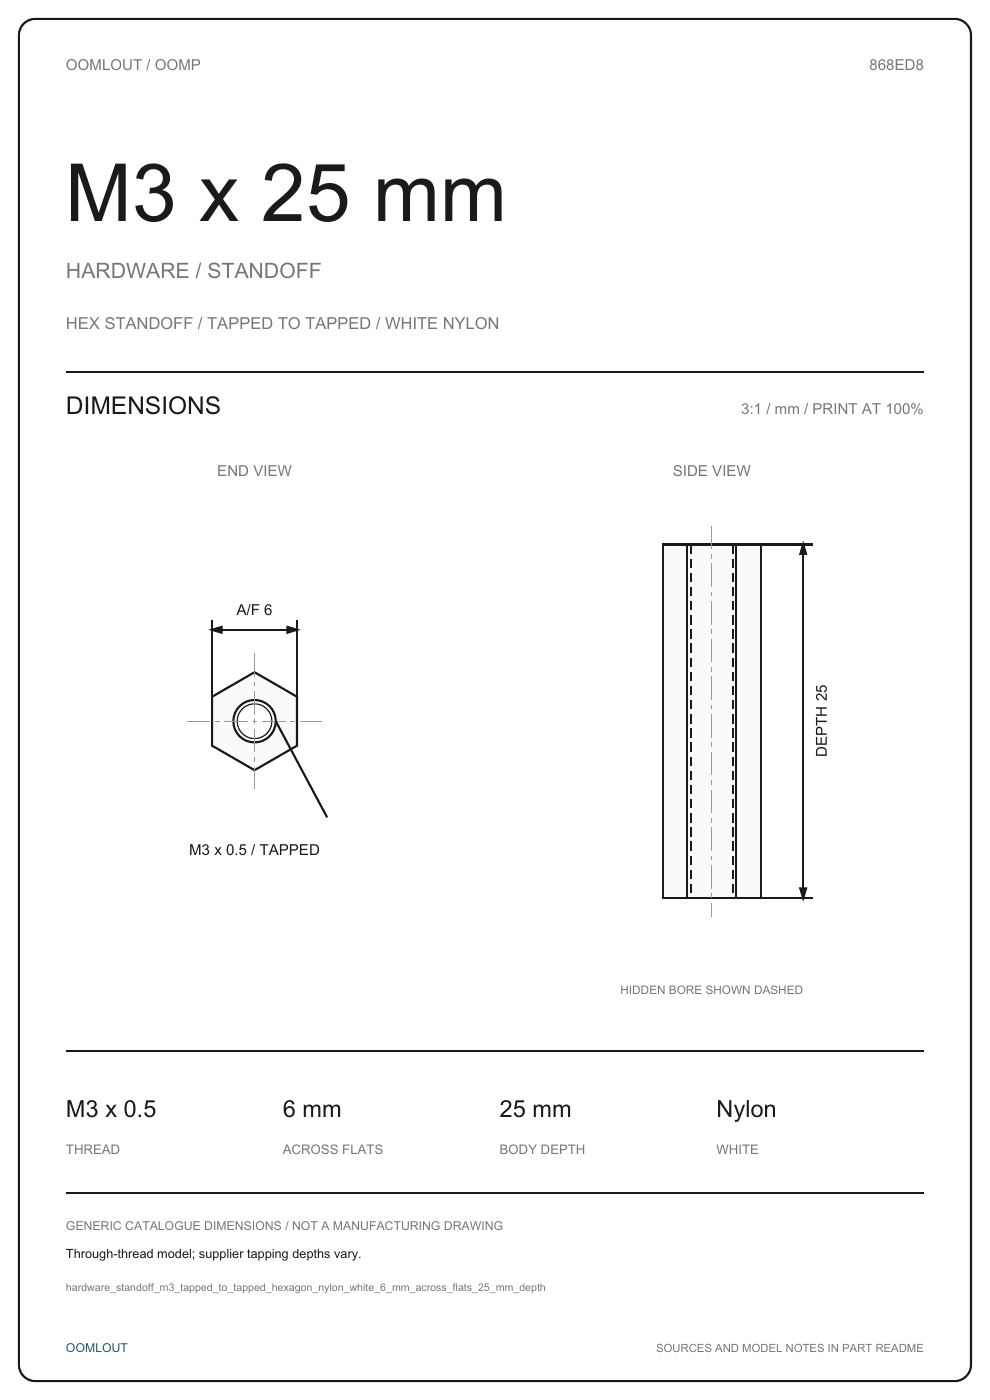 OOMLOUT / OOMP
868ED8
M3 x 25 mm
HARDWARE / STANDOFF
HEX STANDOFF / TAPPED TO TAPPED / WHITE NYLON
DIMENSIONS
3:1 / mm / PRINT AT 100%
END VIEW
SIDE VIEW
A/F 6
DEPTH 25
M3 x 0.5 / TAPPED
HIDDEN BORE SHOWN DASHED
M3 x 0.5
6 mm
25 mm
Nylon
THREAD
ACROSS FLATS
BODY DEPTH
WHITE
GENERIC CATALOGUE DIMENSIONS / NOT A MANUFACTURING DRAWING
Through-thread model; supplier tapping depths vary.
hardware_standoff_m3_tapped_to_tapped_hexagon_nylon_white_6_mm_across_flats_25_mm_depth
OOMLOUT
SOURCES AND MODEL NOTES IN PART README